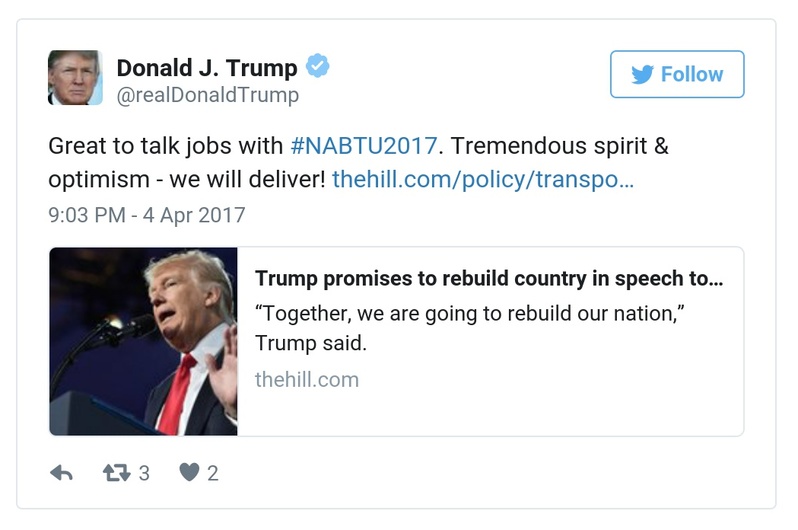 Donald J. Trump
@realDonaldTrump
Follow
Great to talk jobs with #NABTU2017. Tremendous spirit &
optimism - we will deliver! thehill.com/policy/transpo…
9:03 PM - 4 Apr 2017
Trump promises to rebuild country in speech to…
“Together, we are going to rebuild our nation,”
Trump said.
thehill.com
3
2